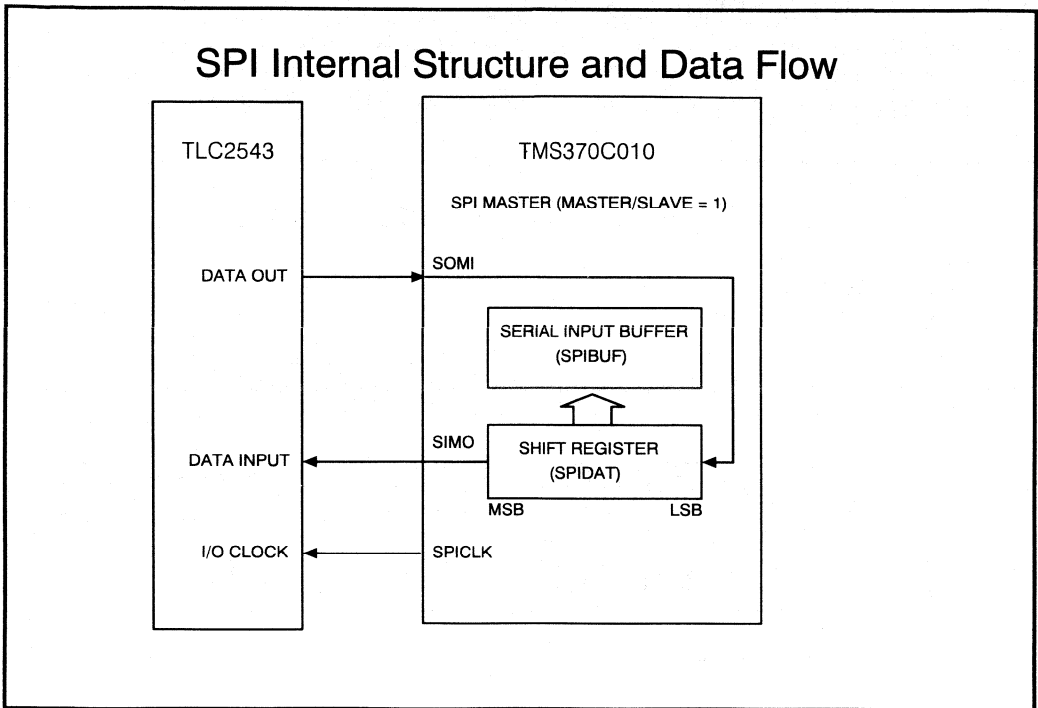 SPI Internal Structure and Data Flow
TLC2543
TMS370C010
SPI MASTER (MASTER/SLAVE = 1)
DATA OUT
SOMI
SERIAL INPUT BUFFER
(SPIBUF)
SIMO
DATA INPUT
SHIFT REGISTER
(SPIDAT)
MSB
LSB
I/O CLOCK
SPICLK